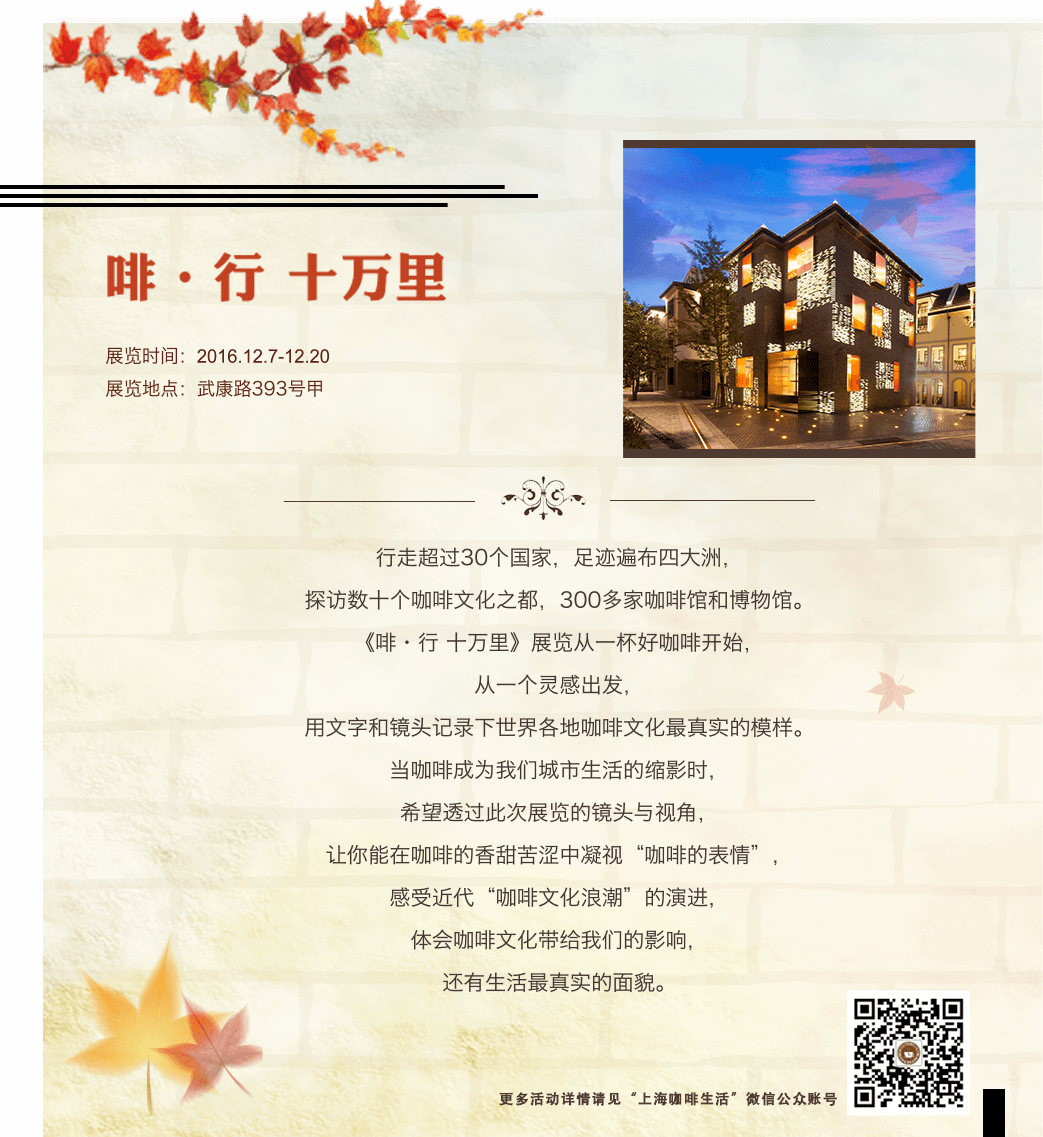 啡·行 十万里
展览时间：2016.12.7-12.20
展览地点：武康路393号甲
行走超过30个国家，足迹遍布四大洲，
探访数十个咖啡文化之都，300多家咖啡馆和博物馆。
《啡·行 十万里》展览从一杯好咖啡开始，
从一个灵感出发，
用文字和镜头记录下世界各地咖啡文化最真实的模样。
当咖啡成为我们城市生活的缩影时，
希望透过此次展览的镜头与视角，
让你能在咖啡的香甜苦涩中凝视“咖啡的表情”，
感受近代“咖啡文化浪潮”的演进，
体会咖啡文化带给我们的影响，
还有生活最真实的面貌。
更多活动详情请见“上海咖啡生活”微信公众账号